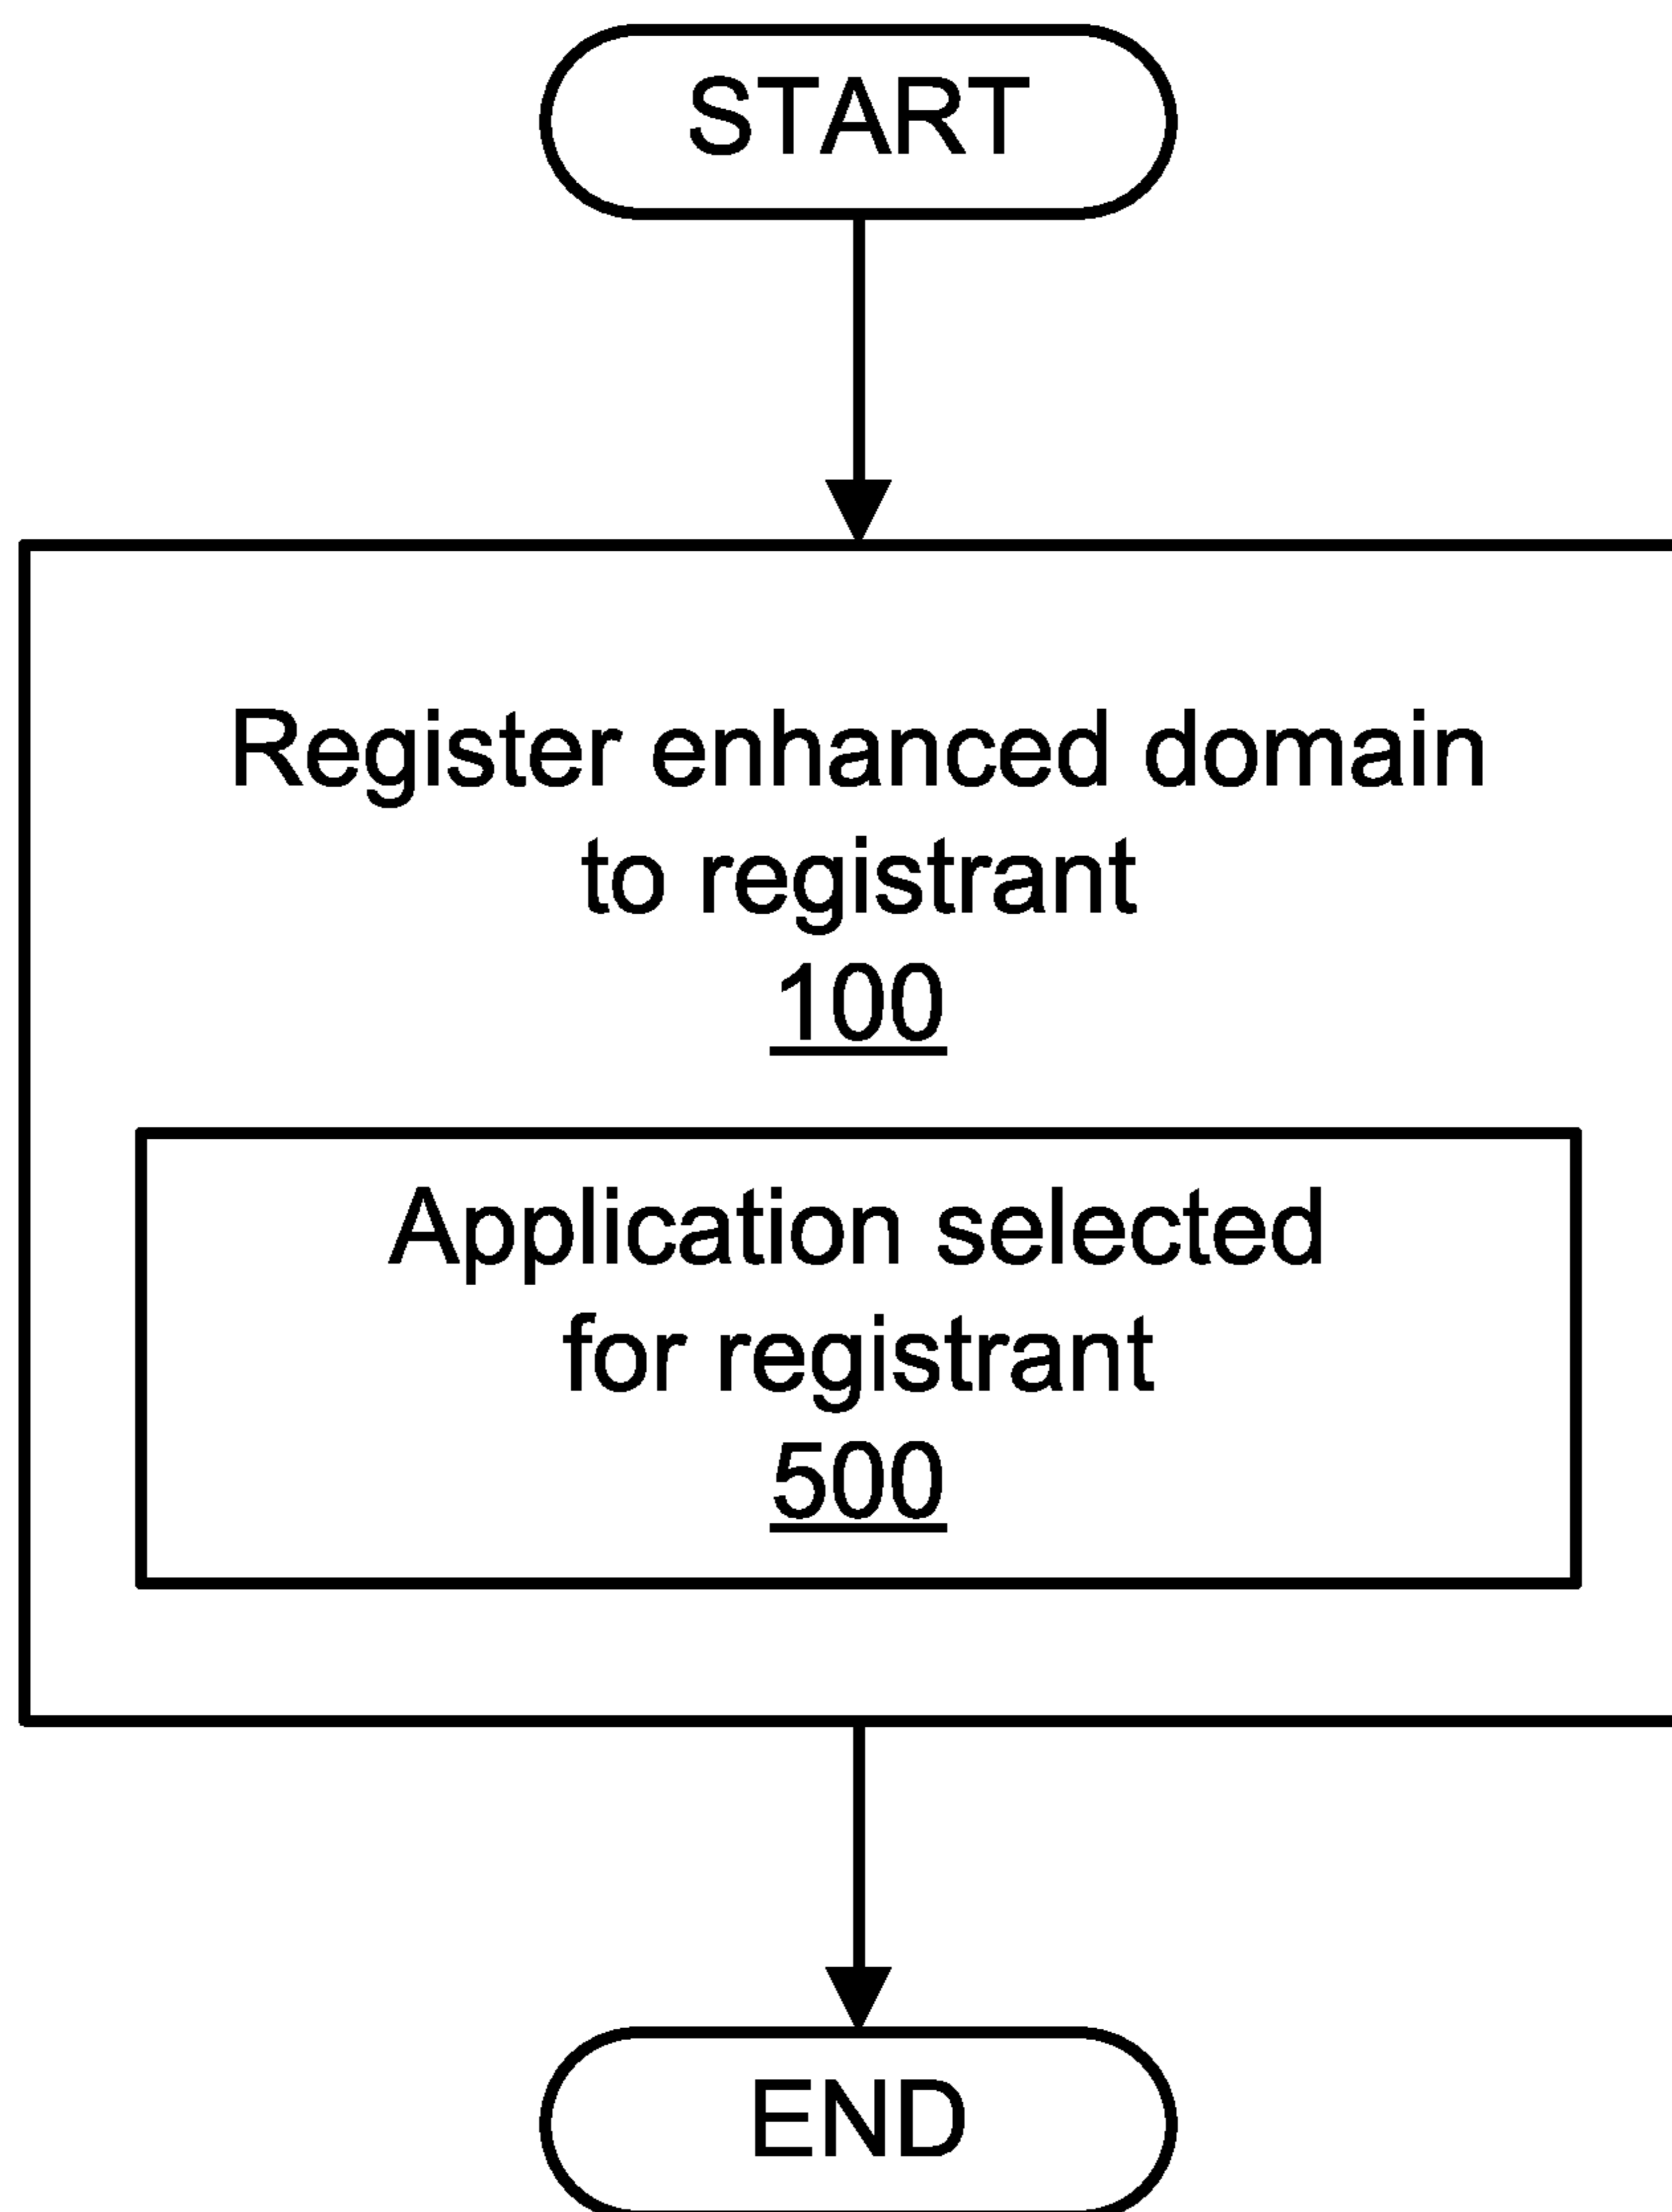 START
Register enhanced domain
to registrant
100
Application selected
for registrant
500
END